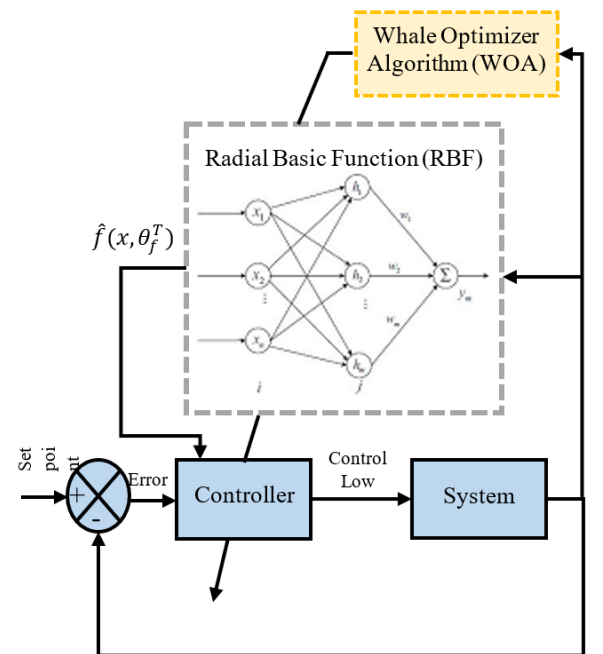 Whale Optimizer
Algorithm (WOA)
Radial Basic Function (RBF)
x₁
x₂
⋮
xₙ
h₁
h₂
⋮
hₘ
w₁
w₂
wₘ
Σ
yₘ
i
j
f̂(x, θ_f^T)
Set
poi
nt
+
-
Error
Controller
Control
Low
System